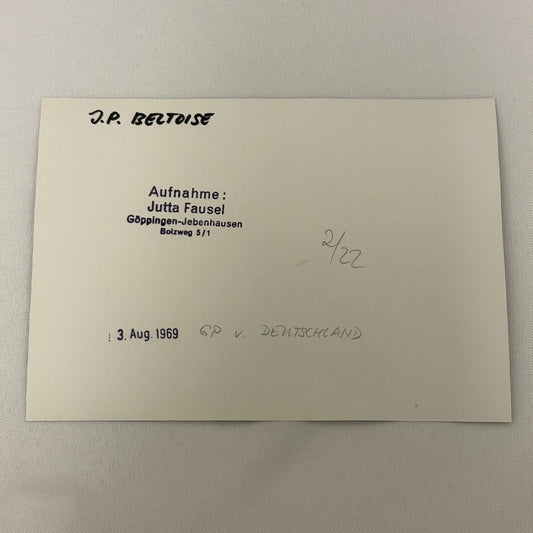 J.P. BELTOISE
Aufnahme:
Jutta Fausel
Göppingen-Jebenhausen
Bolzweg 5/1
2/22
! 3. Aug. 1969 GP v. DEUTSCHLAND